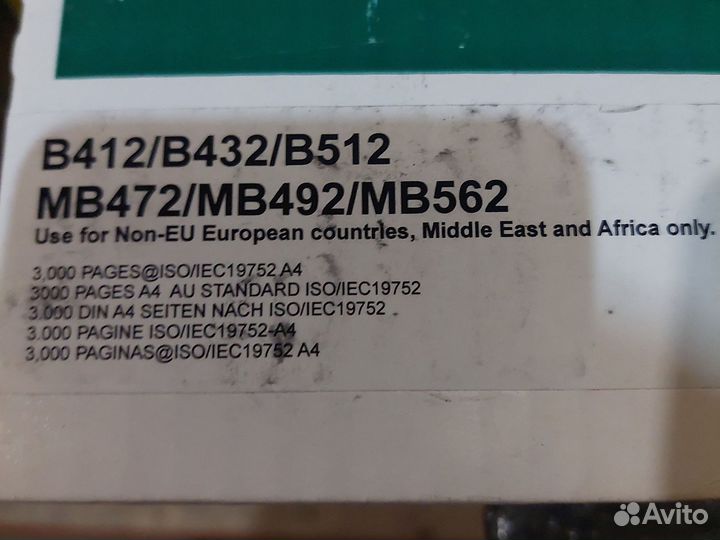 B412/B432/B512
MB472/MB492/MB562
Use for Non-EU European countries, Middle East and Africa only.
3,000 PAGES@ISO/IEC19752 A4
3000 PAGES A4 AU STANDARD ISO/IEC19752
3.000 DIN A4 SEITEN NACH ISO/IEC19752
3.000 PAGINE ISO/IEC19752-A4
3,000 PAGINAS@ISO/IEC19752 A4
Avito